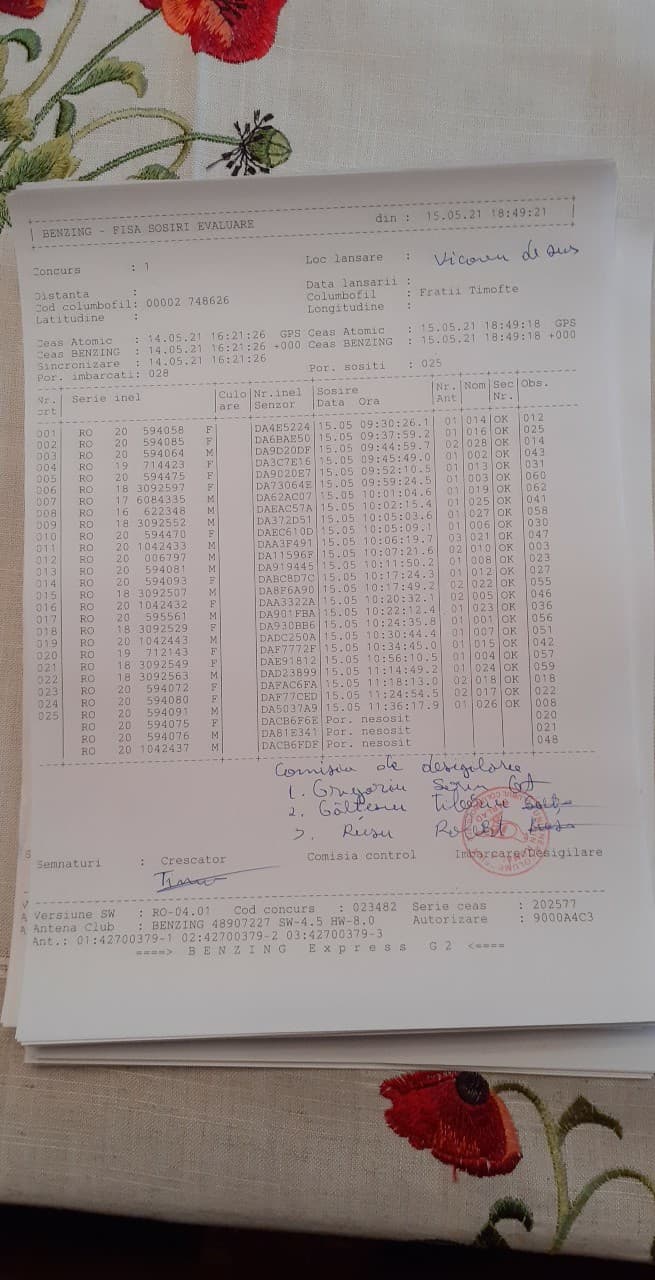 BENZING - FISA SOSIRI EVALUARE din : 15.05.21 18:49:21
Concurs : 1 Loc lansare : Vicovu de sus
Distanta : Data lansarii :
Cod columbofil: 00002 748626 Columbofil : Fratii Timofte
Latitudine : Longitudine :
Ceas Atomic : 14.05.21 16:21:26 GPS Ceas Atomic : 15.05.21 18:49:18 GPS
Ceas BENZING : 14.05.21 16:21:26 +000 Ceas BENZING : 15.05.21 18:49:18 +000
Sincronizare : 14.05.21 16:21:26
Por. imbarcati: 028 Por. sositi : 025
Nr. Serie inel Culo Nr.inel Sosire Nr. Nom Sec Obs.
crt are Senzor Data Ora Ant Nr.
001 RO 20 594058 F DA4E5224 15.05 09:30:26.1 01 014 OK 012
002 RO 20 594085 F DA6BAE50 15.05 09:37:59.2 01 016 OK 025
003 RO 20 594064 M DA9D20DF 15.05 09:44:59.7 02 028 OK 014
004 RO 19 714423 F DA3C7E16 15.05 09:45:49.0 01 002 OK 043
005 RO 20 594475 F DA9020E7 15.05 09:52:10.5 01 013 OK 031
006 RO 18 3092597 F DA73064E 15.05 09:59:24.5 01 003 OK 060
007 RO 17 6084335 M DA62AC07 15.05 10:01:04.6 01 019 OK 062
008 RO 16 622348 M DAEAC57A 15.05 10:02:15.4 01 025 OK 041
009 RO 18 3092552 M DA372D51 15.05 10:05:03.6 01 027 OK 058
010 RO 20 594470 F DAEC610D 15.05 10:05:09.1 01 006 OK 030
011 RO 20 1042433 M DAA3F491 15.05 10:06:19.7 03 021 OK 047
012 RO 20 006797 M DA11596F 15.05 10:07:21.6 02 010 OK 003
013 RO 20 594081 M DA919445 15.05 10:11:50.2 01 008 OK 023
014 RO 20 594093 F DABC8D7C 15.05 10:17:24.3 01 012 OK 027
015 RO 18 3092507 M DA8F6A90 15.05 10:17:49.2 02 022 OK 055
016 RO 20 1042432 F DAA3322A 15.05 10:20:32.1 02 005 OK 046
017 RO 20 595561 M DA901FBA 15.05 10:22:12.4 01 023 OK 036
018 RO 18 3092529 F DA930BB6 15.05 10:24:35.8 01 001 OK 056
019 RO 20 1042443 M DADC250A 15.05 10:30:44.4 01 007 OK 051
020 RO 19 712143 F DAF7772F 15.05 10:34:45.0 01 015 OK 042
021 RO 18 3092549 F DAE91812 15.05 10:56:10.5 01 004 OK 057
022 RO 18 3092563 M DAD23899 15.05 11:14:49.2 01 024 OK 059
023 RO 20 594072 F DAFAC6FA 15.05 11:18:13.0 02 018 OK 018
024 RO 20 594080 F DAF77CED 15.05 11:24:54.5 02 017 OK 022
025 RO 20 594091 M DA5037A9 15.05 11:36:17.9 01 026 OK 008
RO 20 594075 F DACB6F6E Por. nesosit 020
RO 20 594076 M DA81E341 Por. nesosit 021
RO 20 1042437 M DACB6FDF Por. nesosit 048
Comisia de desigilare
1. Grigoriu Sorin
2.
3. Rusu Robert
Semnaturi : Crescator Comisia control Imbarcare/Desigilare
Versiune SW : RO-04.01 Cod concurs : 023482 Serie ceas : 202577
Antena Club : BENZING 48907227 SW-4.5 HW-8.0 Autorizare : 9000A4C3
Ant.: 01:42700379-1 02:42700379-2 03:42700379-3
====> B E N Z I N G E x p r e s s G 2 <====